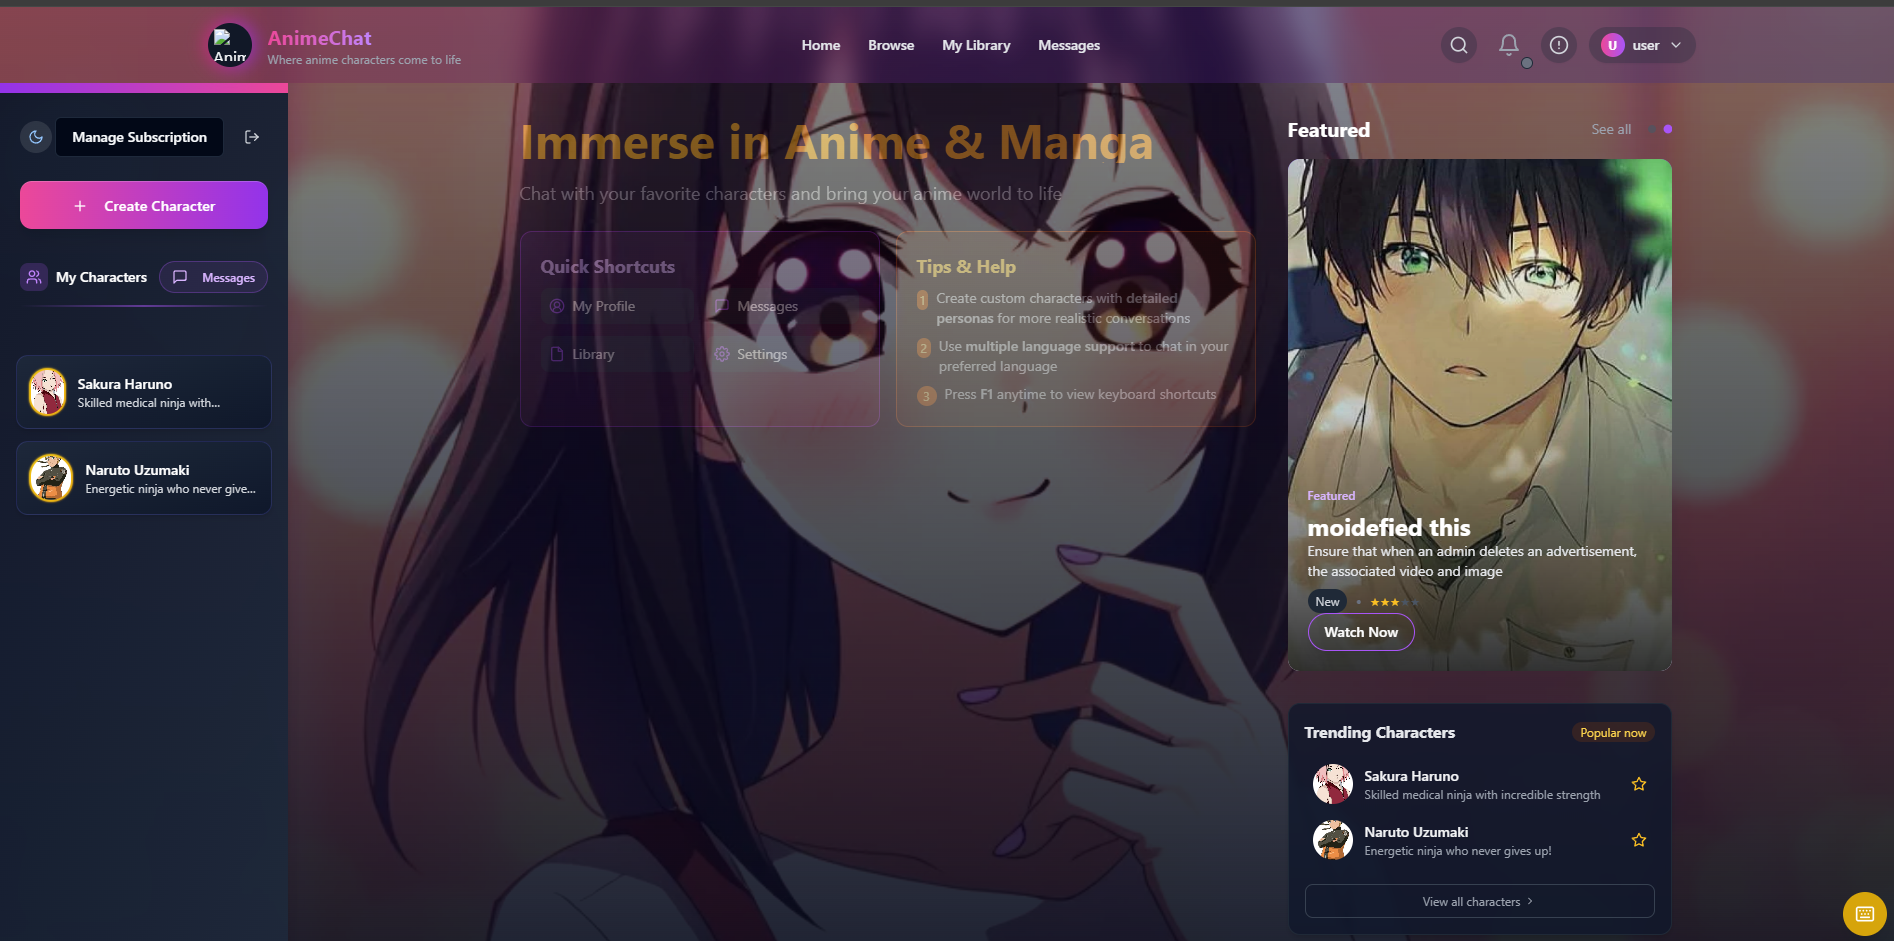 Anim
AnimeChat
Where anime characters come to life
Home
Browse
My Library
Messages
U
user
Manage Subscription
Create Character
My Characters
Messages
Sakura Haruno
Skilled medical ninja with...
Naruto Uzumaki
Energetic ninja who never give...
Immerse in Anime & Manga
Chat with your favorite characters and bring your anime world to life
Quick Shortcuts
My Profile
Messages
Library
Settings
Tips & Help
1
Create custom characters with detailed
personas for more realistic conversations
2
Use multiple language support to chat in your
preferred language
3
Press F1 anytime to view keyboard shortcuts
Featured
See all
Featured
moidefied this
Ensure that when an admin deletes an advertisement,
the associated video and image
New
Watch Now
Trending Characters
Popular now
Sakura Haruno
Skilled medical ninja with incredible strength
Naruto Uzumaki
Energetic ninja who never gives up!
View all characters